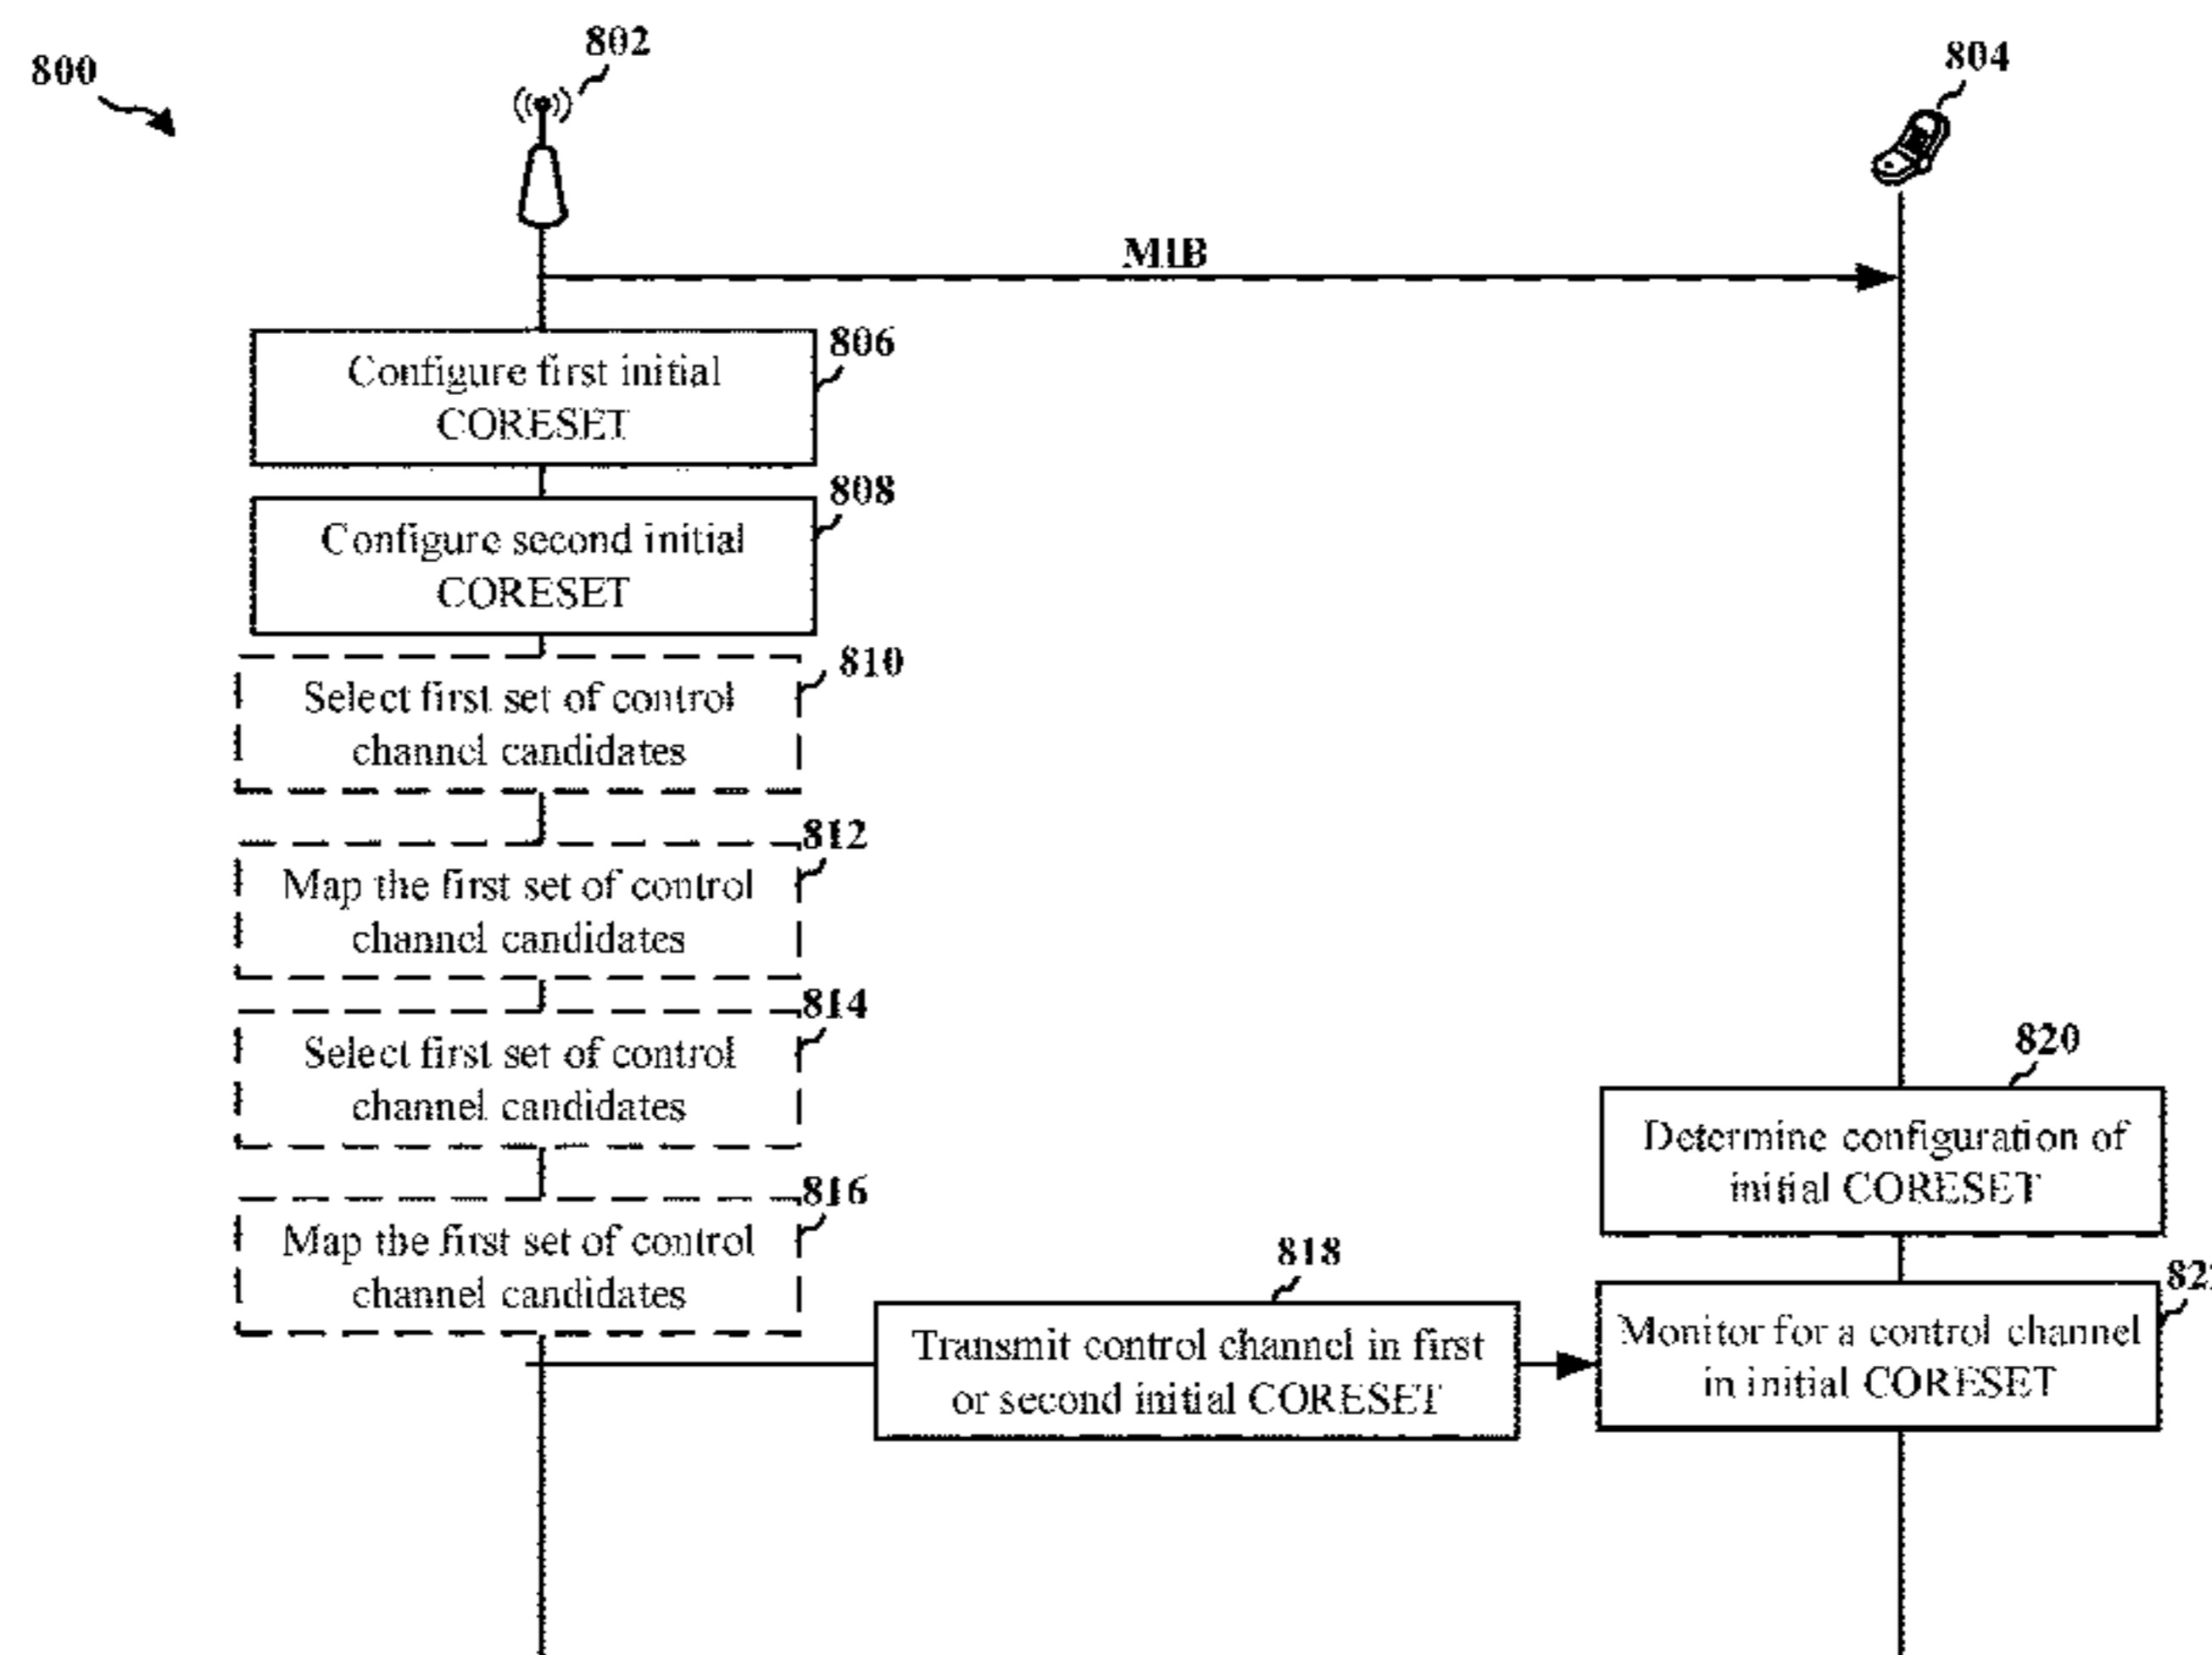 800
802
804
MIB
806
Configure first initial
CORESET
808
Configure second initial
CORESET
810
Select first set of control
channel candidates
812
Map the first set of control
channel candidates
814
Select first set of control
channel candidates
816
Map the first set of control
channel candidates
818
Transmit control channel in first
or second initial CORESET
820
Determine configuration of
initial CORESET
Monitor for a control channel
in initial CORESET